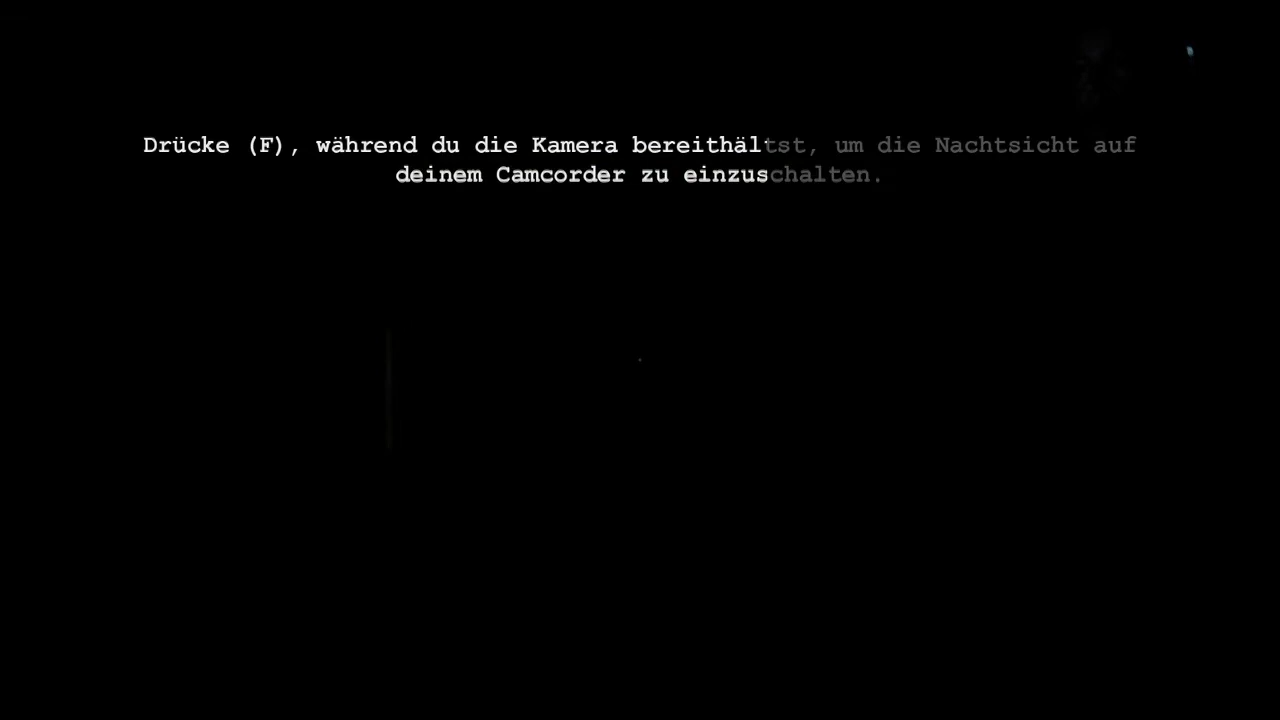 Drücke (F), während du die Kamera bereithältst, um die Nachtsicht auf
deinem Camcorder zu einzuschalten.